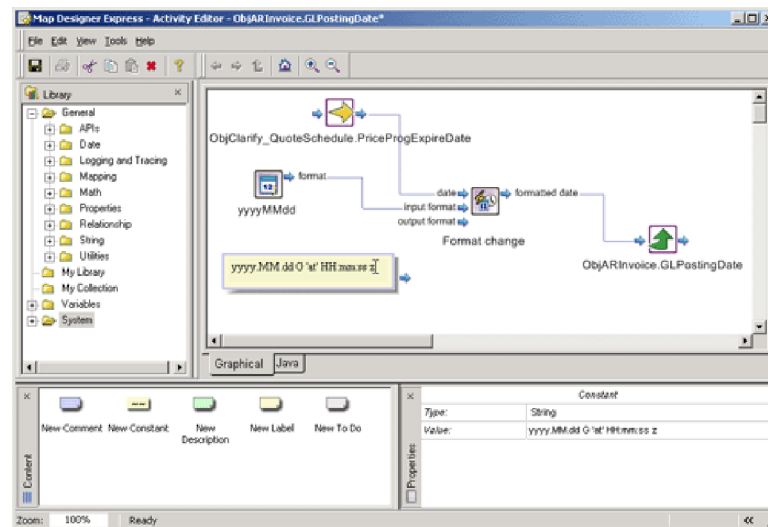 Map Designer Express - Activity Editor - ObjARInvoice.GLPostingDate*
File Edit View Tools Help
Library
General
APIs
Date
Logging and Tracing
Mapping
Math
Properties
Relationship
String
Utilities
My Library
My Collection
Variables
System
ObjClarify_QuoteSchedule.PriceProgExpireDate
format
yyyyMMdd
date
input format
output format
formatted date
Format change
ObjARInvoice.GLPostingDate
yyyy.MM.dd G 'at' HH:mm:ss z
Graphical Java
New Comment New Constant New Description New Label New To Do
Content
Properties
Constant
Type: String
Value: yyyy.MM.dd G 'at' HH:mm:ss z
Zoom: 100% Ready